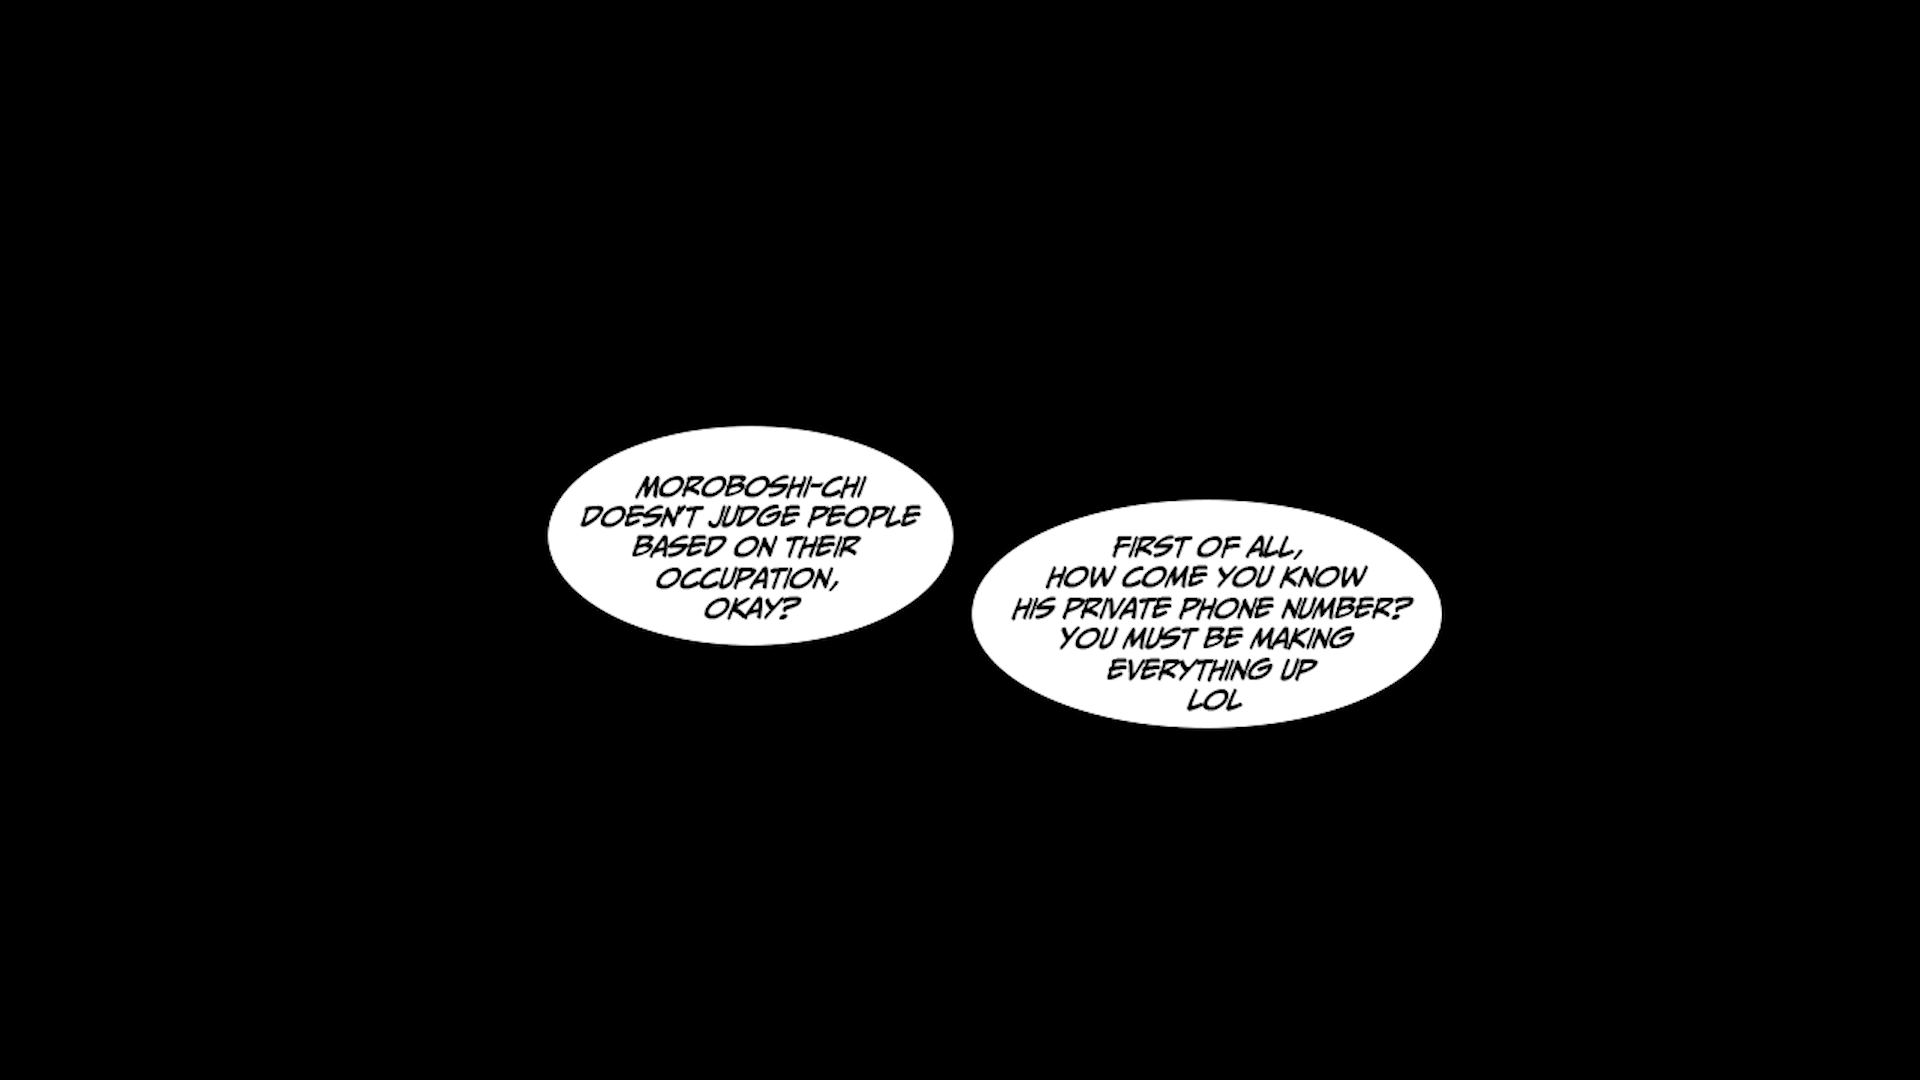 MOROBOSHI-CHI
DOESN'T JUDGE PEOPLE
BASED ON THEIR
OCCUPATION,
OKAY?
FIRST OF ALL,
HOW COME YOU KNOW
HIS PRIVATE PHONE NUMBER?
YOU MUST BE MAKING
EVERYTHING UP
LOL